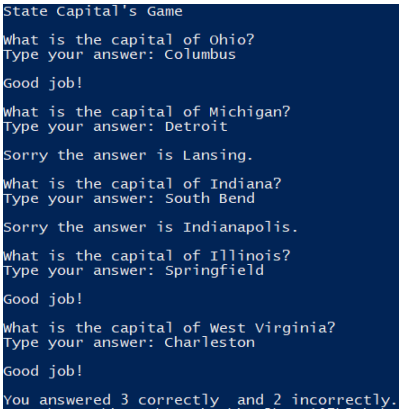 State Capital's Game
What is the capital of Ohio?
Type your answer: Columbus
Good job!
What is the capital of Michigan?
Type your answer: Detroit
Sorry the answer is Lansing.
What is the capital of Indiana?
Type your answer: South Bend
Sorry the answer is Indianapolis.
What is the capital of Illinois?
Type your answer: Springfield
Good job!
What is the capital of West Virginia?
Type your answer: Charleston
Good job!
You answered 3 correctly  and 2 incorrectly.